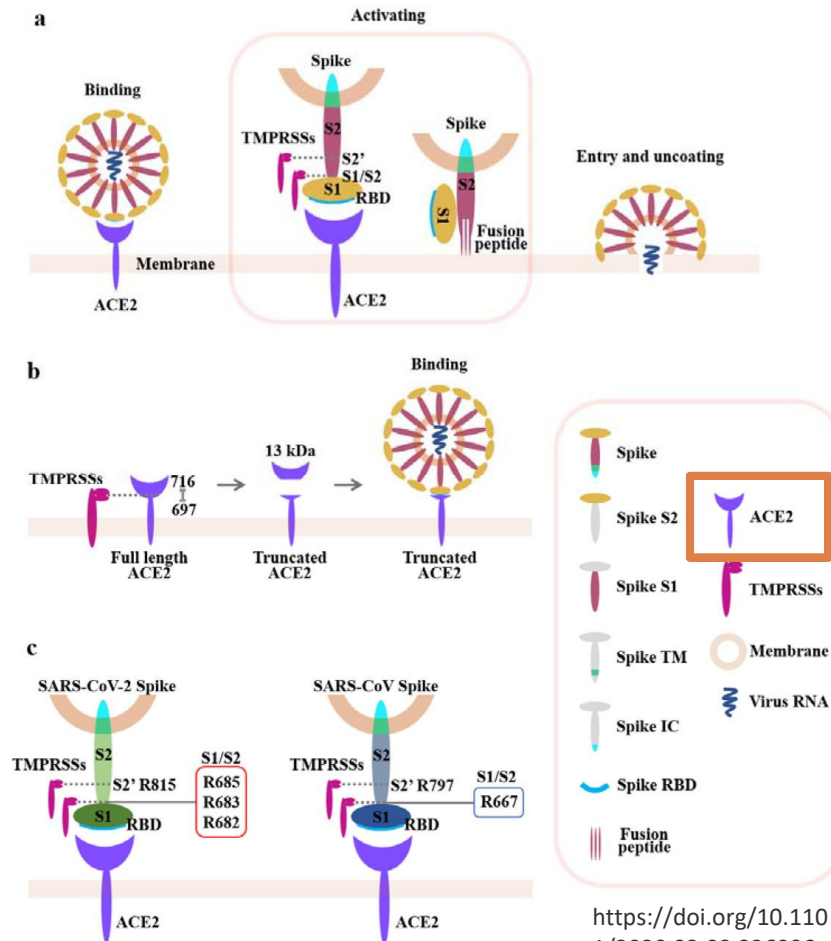 a
Activating
Binding
Spike
S2
TMPRSSs
S2’
S1/S2
S1
RBD
Spike
S2
S1
Fusion
peptide
Entry and uncoating
Membrane
ACE2
ACE2
b
Binding
TMPRSSs
716
697
13 kDa
Full length
ACE2
Truncated
ACE2
Truncated
ACE2
c
SARS-CoV-2 Spike
S2
TMPRSSs
S2’ R815
S1/S2
R685
R683
R682
S1
RBD
ACE2
SARS-CoV Spike
S2
TMPRSSs
S2’ R797
S1/S2
R667
S1
RBD
ACE2
Spike
Spike S2
Spike S1
Spike TM
Spike IC
Spike RBD
Fusion
peptide
ACE2
TMPRSSs
Membrane
Virus RNA
https://doi.org/10.110